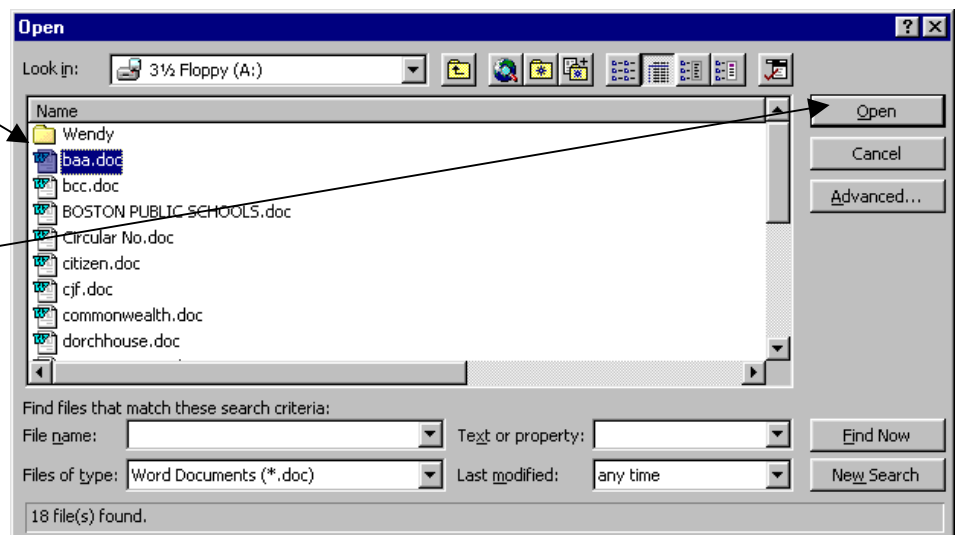 Open
Look in: 3½ Floppy (A:)
Name
Wendy
baa.doc
bcc.doc
BOSTON PUBLIC SCHOOLS.doc
Circular No.doc
citizen.doc
cjf.doc
commonwealth.doc
dorchhouse.doc
Open
Cancel
Advanced...
Find files that match these search criteria:
File name: Text or property: Find Now
Files of type: Word Documents (*.doc) Last modified: any time New Search
18 file(s) found.